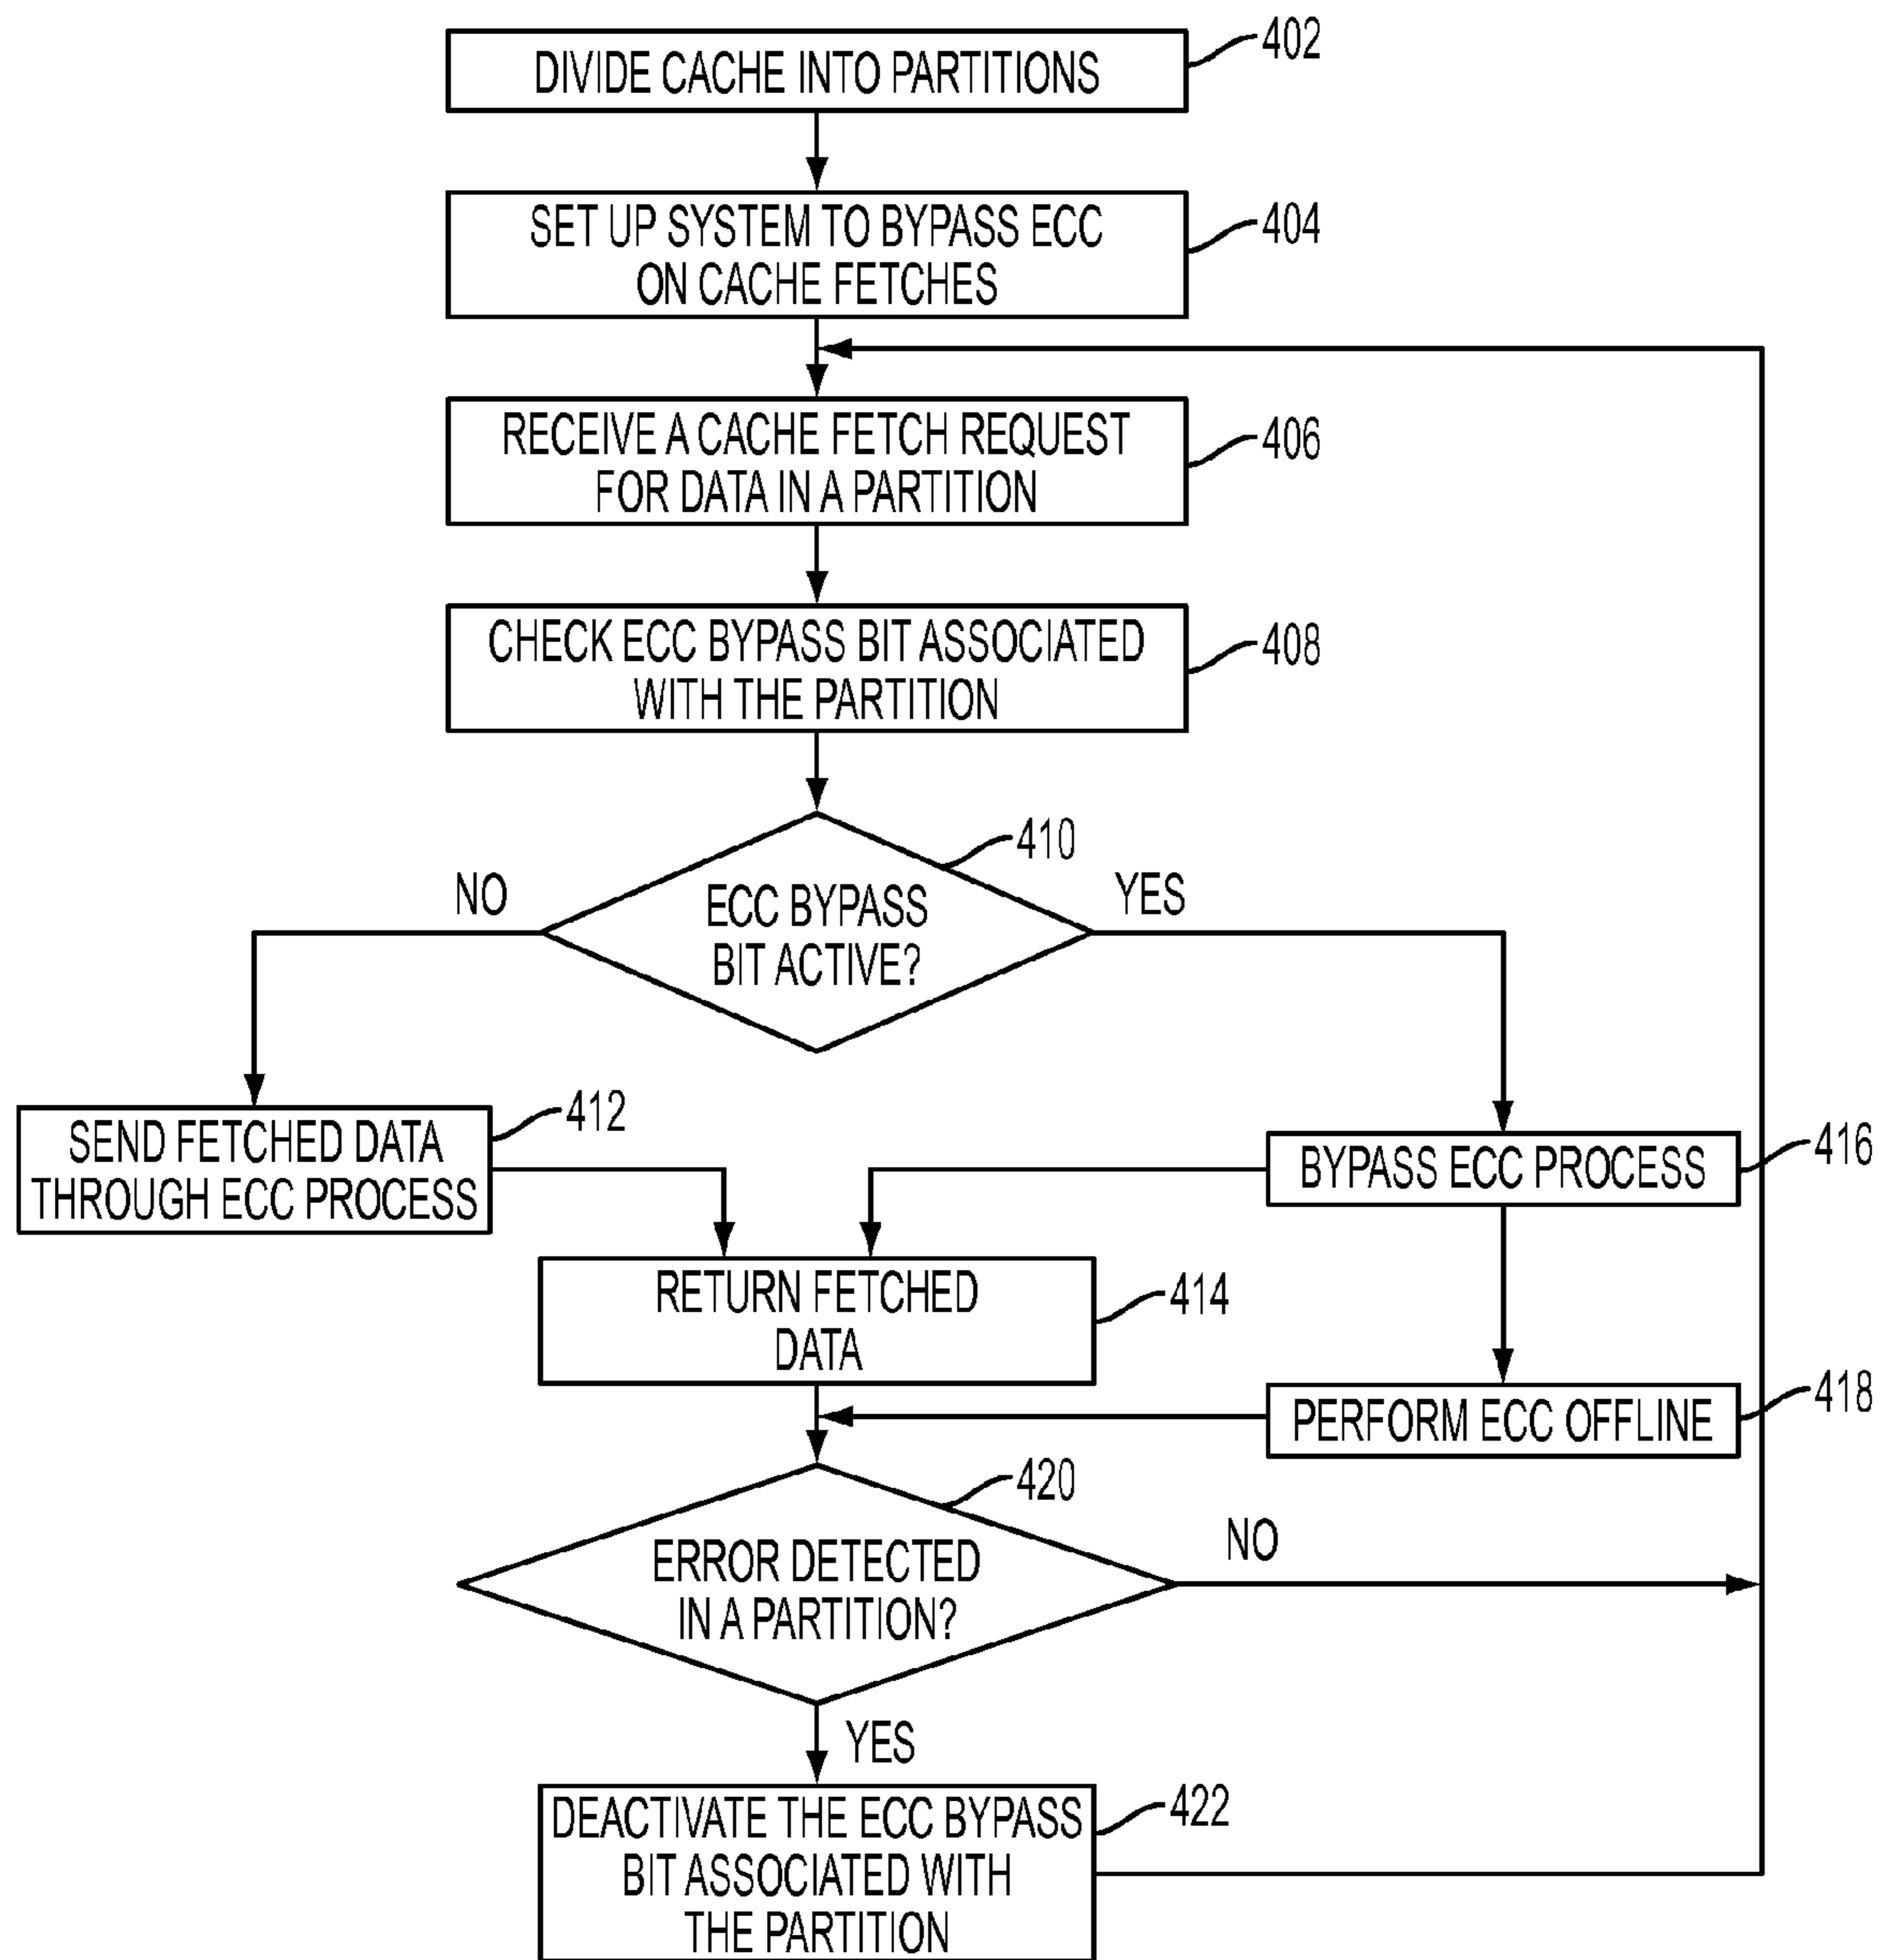 DIVIDE CACHE INTO PARTITIONS
402
SET UP SYSTEM TO BYPASS ECC
ON CACHE FETCHES
404
RECEIVE A CACHE FETCH REQUEST
FOR DATA IN A PARTITION
406
CHECK ECC BYPASS BIT ASSOCIATED
WITH THE PARTITION
408
410
NO
ECC BYPASS
BIT ACTIVE?
YES
SEND FETCHED DATA
THROUGH ECC PROCESS
412
BYPASS ECC PROCESS
416
RETURN FETCHED
DATA
414
PERFORM ECC OFFLINE
418
420
ERROR DETECTED
IN A PARTITION?
NO
YES
DEACTIVATE THE ECC BYPASS
BIT ASSOCIATED WITH
THE PARTITION
422